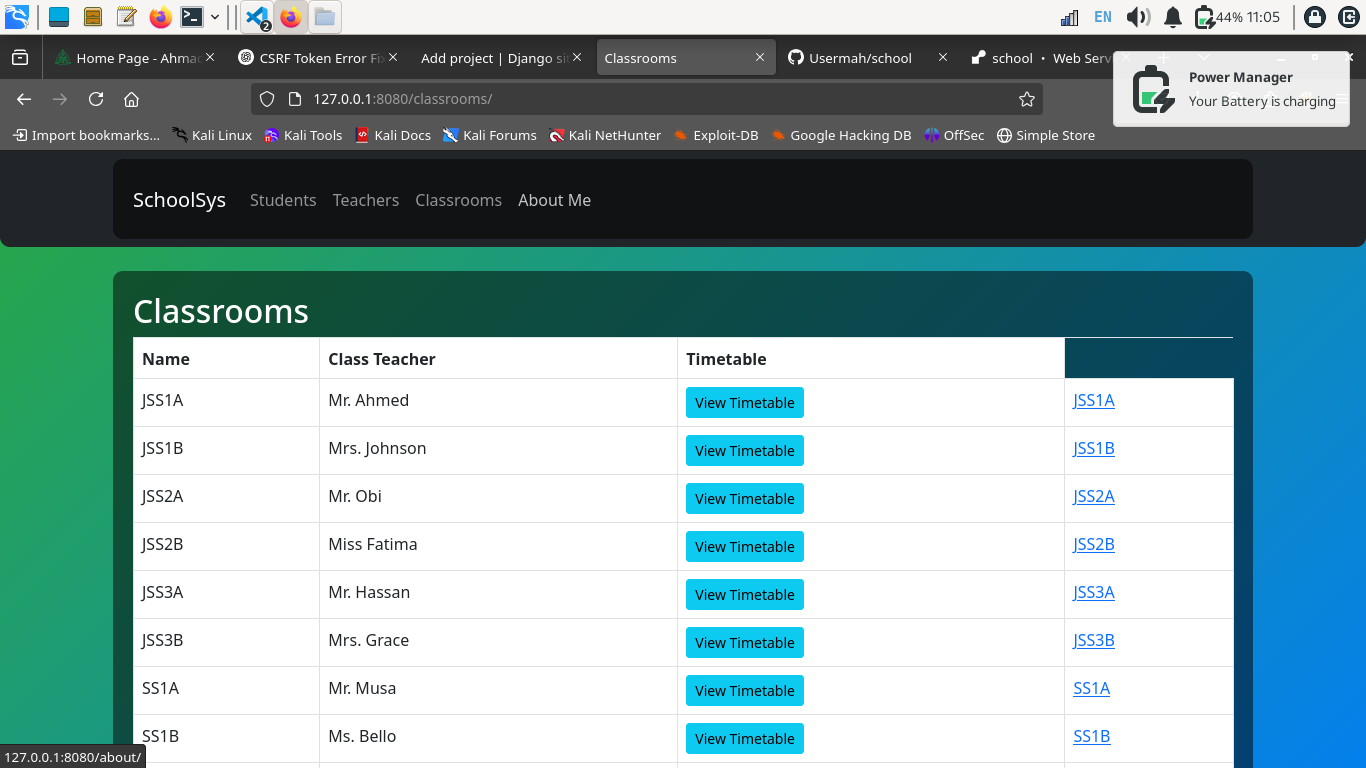 2
EN
44% 11:05
Home Page - Ahmad
CSRF Token Error Fi
Add project | Django sit
Classrooms
Usermah/school
school • Web Serv
127.0.0.1:8080/classrooms/
Power Manager
Your Battery is charging
Import bookmarks...
Kali Linux
Kali Tools
Kali Docs
Kali Forums
Kali NetHunter
Exploit-DB
Google Hacking DB
OffSec
Simple Store
SchoolSys Students Teachers Classrooms About Me
Classrooms
Name Class Teacher Timetable
JSS1A Mr. Ahmed View Timetable JSS1A
JSS1B Mrs. Johnson View Timetable JSS1B
JSS2A Mr. Obi View Timetable JSS2A
JSS2B Miss Fatima View Timetable JSS2B
JSS3A Mr. Hassan View Timetable JSS3A
JSS3B Mrs. Grace View Timetable JSS3B
SS1A Mr. Musa View Timetable SS1A
SS1B Ms. Bello View Timetable SS1B
127.0.0.1:8080/about/